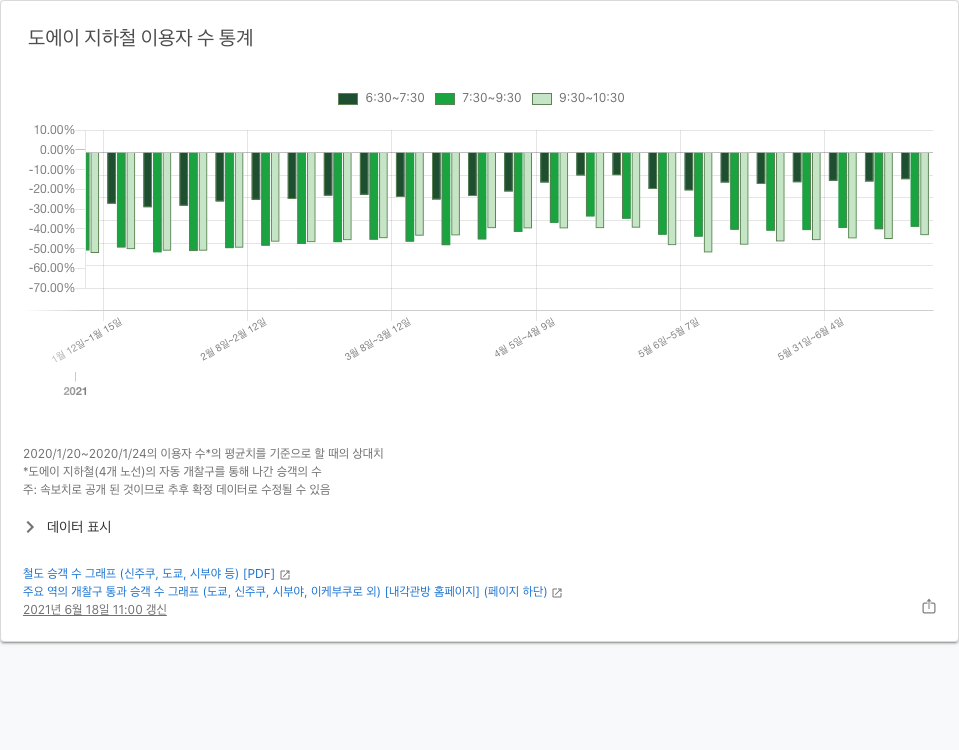 도에이 지하철 이용자 수 통계
6:30~7:30 7:30~9:30 9:30~10:30
10.00%
0.00%
-10.00%
-20.00%
-30.00%
-40.00%
-50.00%
-60.00%
-70.00%
1월 12일~1월 15일 2월 8일~2월 12일 3월 8일~3월 12일 4월 5일~4월 9일 5월 6일~5월 7일 5월 31일~6월 4일
2021
2020/1/20~2020/1/24의 이용자 수*의 평균치를 기준으로 할 때의 상대치
*도에이 지하철(4개 노선)의 자동 개찰구를 통해 나간 승객의 수
주: 속보치로 공개 된 것이므로 추후 확정 데이터로 수정될 수 있음
데이터 표시
철도 승객 수 그래프 (신주쿠, 도쿄, 시부야 등) [PDF]
주요 역의 개찰구 통과 승객 수 그래프 (도쿄, 신주쿠, 시부야, 이케부쿠로 외) [내각관방 홈페이지] (페이지 하단)
2021년 6월 18일 11:00 갱신